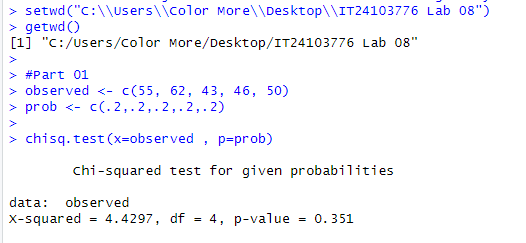 > setwd("C:\\Users\\Color More\\Desktop\\IT24103776 Lab 08")
> getwd()
[1] "C:/Users/Color More/Desktop/IT24103776 Lab 08"
>
> #Part 01
> observed <- c(55, 62, 43, 46, 50)
> prob <- c(.2,.2,.2,.2,.2)
>
> chisq.test(x=observed , p=prob)
Chi-squared test for given probabilities
data:  observed
X-squared = 4.4297, df = 4, p-value = 0.351